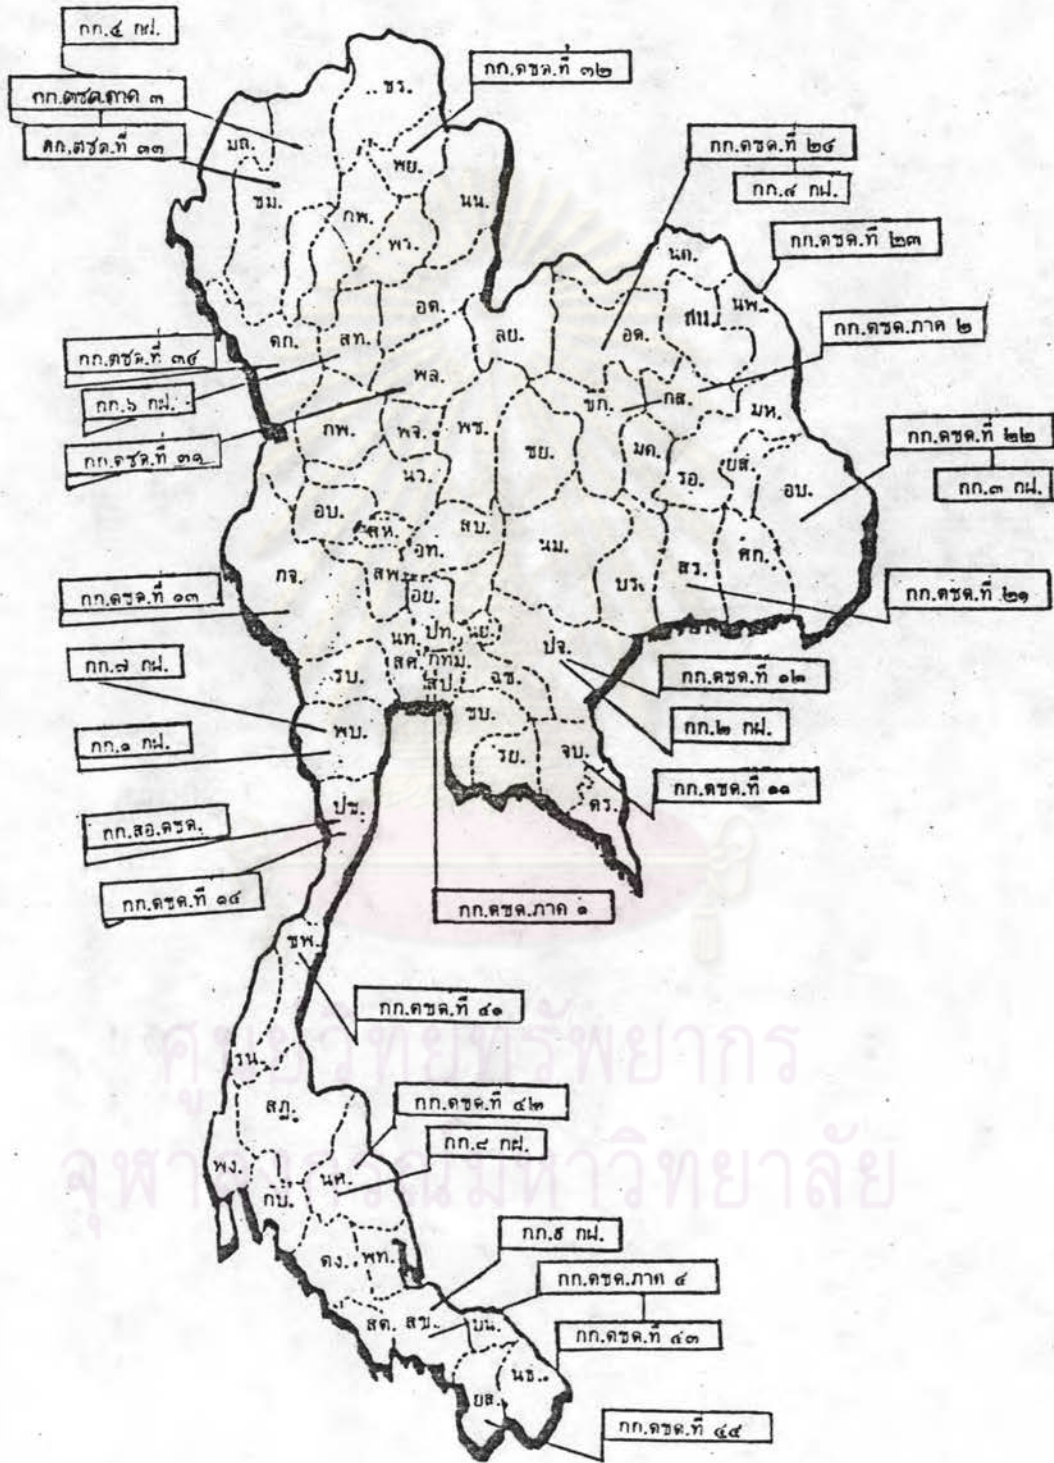 กก.๕ กฝ.
กก.ตชด.ภาค ๓
กก.ตชด.ที่ ๓๓
กก.ตชด.ที่ ๓๒
กก.ตชด.ที่ ๒๔
กก.๔ กฝ.
กก.ตชด.ที่ ๒๓
กก.ตชด.ภาค ๒
กก.ตชด.ที่ ๒๒
กก.๓ กฝ.
กก.ตชด.ที่ ๒๑
กก.ตชด.ที่ ๓๔
กก.๖ กฝ.
กก.ตชด.ที่ ๓๑
กก.ตชด.ที่ ๑๓
กก.๗ กฝ.
กก.๑ กฝ.
กก.สอ.ตชด.
กก.ตชด.ที่ ๑๔
กก.ตชด.ที่ ๑๒
กก.๒ กฝ.
กก.ตชด.ที่ ๑๑
กก.ตชด.ภาค ๑
กก.ตชด.ที่ ๔๑
กก.ตชด.ที่ ๔๒
กก.๘ กฝ.
กก.๙ กฝ.
กก.ตชด.ภาค ๔
กก.ตชด.ที่ ๔๓
กก.ตชด.ที่ ๔๔
ชร.
มส.
พย.
ชม.
นน.
กพ.
พร.
นค.
นพ.
อต.
สน.
ลย.
อด.
ตก.
สท.
พล.
ขก.
กส.
มห.
กพ.
พจ.
พช.
ชย.
มค.
รอ.
ยส.
อบ.
นว.
อบ.
สห.
สบ.
อท.
นม.
บร.
สร.
ศก.
กจ.
สพ.
อย.
นท.
ปท.
นย.
ปจ.
รบ.
สค.
กทม.
สป.
ฉช.
ชบ.
พบ.
รย.
จบ.
ตร.
ปข.
ชพ.
รน.
สฎ.
พง.
กบ.
นศ.
ตง.
พท.
สต.
สข.
ปน.
ยล.
นธ.
ศูนย์วิทยทรัพยากร
จุฬาลงกรณ์มหาวิทยาลัย